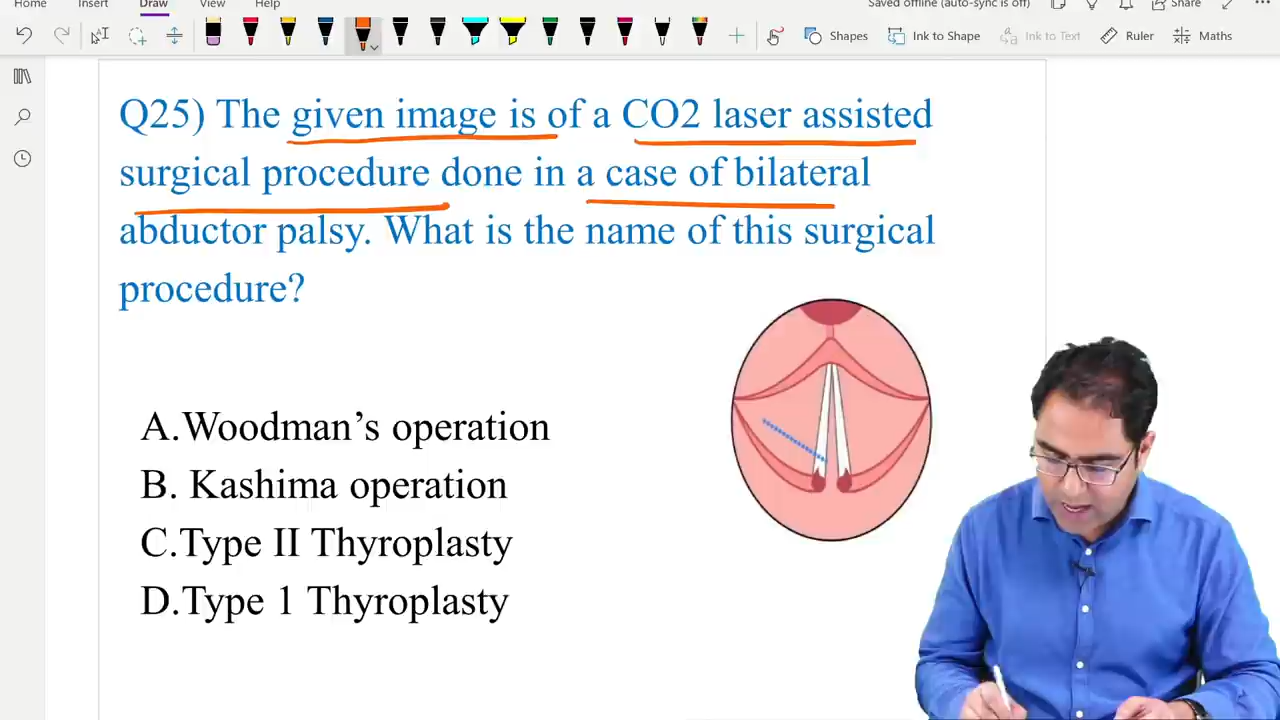 Home Insert Draw View Help Saved offline (auto-sync is off) Share
Shapes Ink to Shape Ink to Text Ruler Maths
Q25) The given image is of a CO2 laser assisted
surgical procedure done in a case of bilateral
abductor palsy. What is the name of this surgical
procedure?
A.Woodman’s operation
B. Kashima operation
C.Type II Thyroplasty
D.Type 1 Thyroplasty